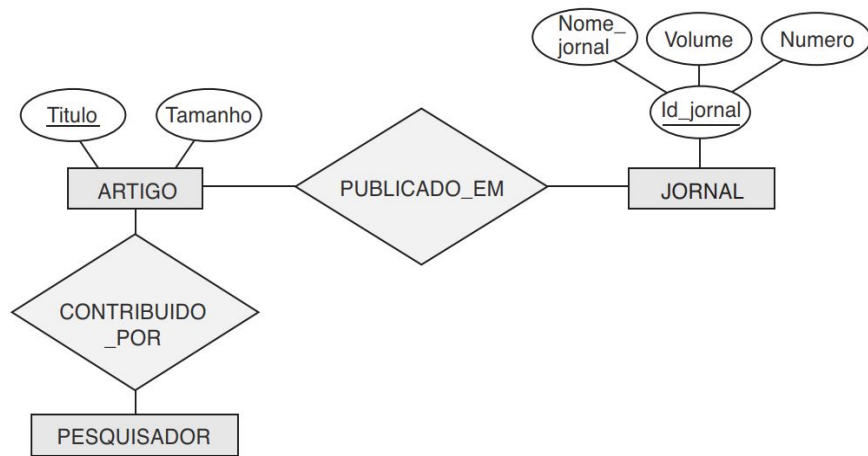 Nome_
jornal
Volume
Numero
Titulo
Tamanho
Id_jornal
ARTIGO
PUBLICADO_EM
JORNAL
CONTRIBUIDO
_POR
PESQUISADOR